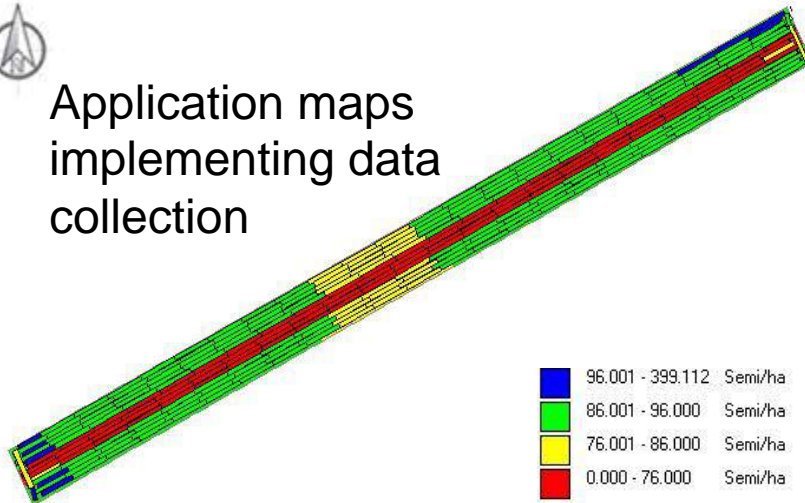 Application maps
implementing data
collection
96.001 - 399.112 Semi/ha
86.001 - 96.000 Semi/ha
76.001 - 86.000 Semi/ha
0.000 - 76.000 Semi/ha